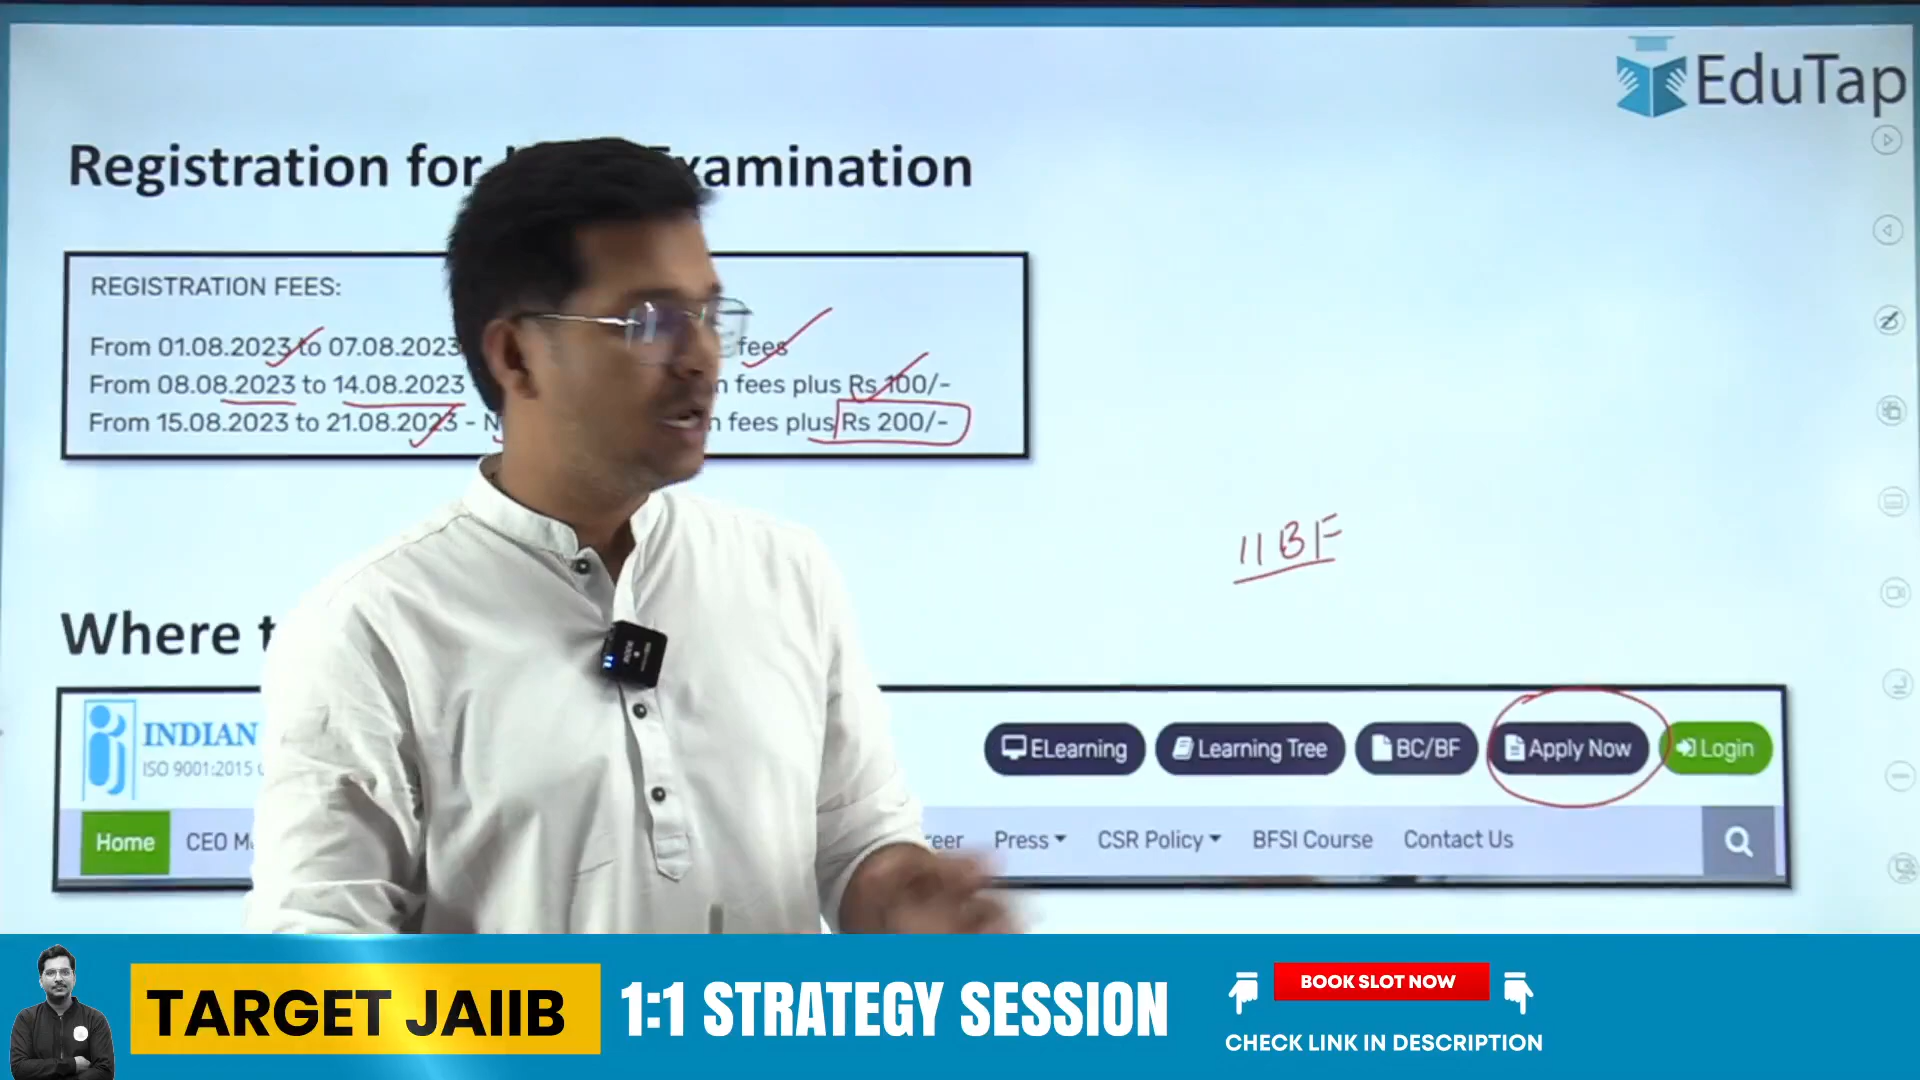 EduTap
Registration for Examination
REGISTRATION FEES:
From 01.08.2023 to 07.08.2023 fees
From 08.08.2023 to 14.08.2023 fees plus Rs 100/-
From 15.08.2023 to 21.08.2023 - N fees plus Rs 200/-
IIBF
Where
INDIAN
ISO 9001:2015
ELearning Learning Tree BC/BF Apply Now Login
Home CEO Press CSR Policy BFSI Course Contact Us
TARGET JAIIB
1:1 STRATEGY SESSION
BOOK SLOT NOW
CHECK LINK IN DESCRIPTION